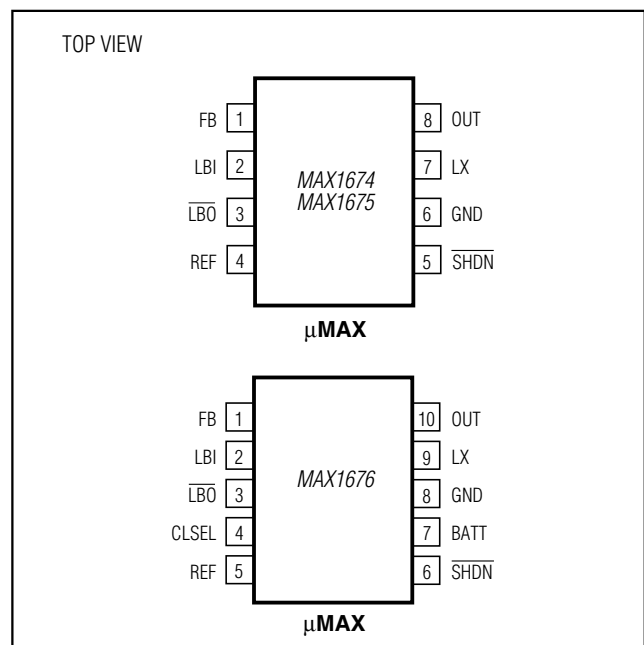 TOP VIEW
FB 1
8 OUT
LBI 2
7 LX
MAX1674
MAX1675
LBO 3
6 GND
REF 4
5 SHDN
µMAX
FB 1
10 OUT
LBI 2
9 LX
MAX1676
LBO 3
8 GND
CLSEL 4
7 BATT
REF 5
6 SHDN
µMAX